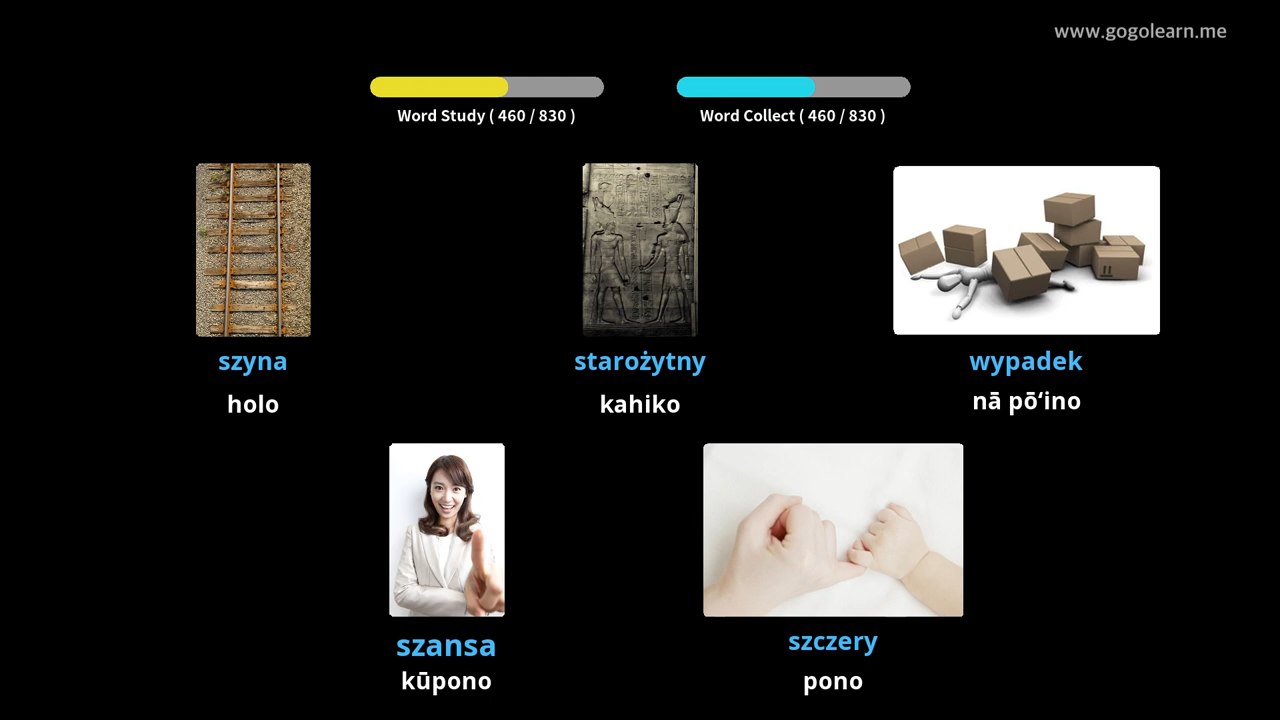 www.gogolearn.me
Word Study ( 460 / 830 )
Word Collect ( 460 / 830 )
szyna
starożytny
wypadek
holo
kahiko
nā pōʻino
szansa
szczery
kūpono
pono